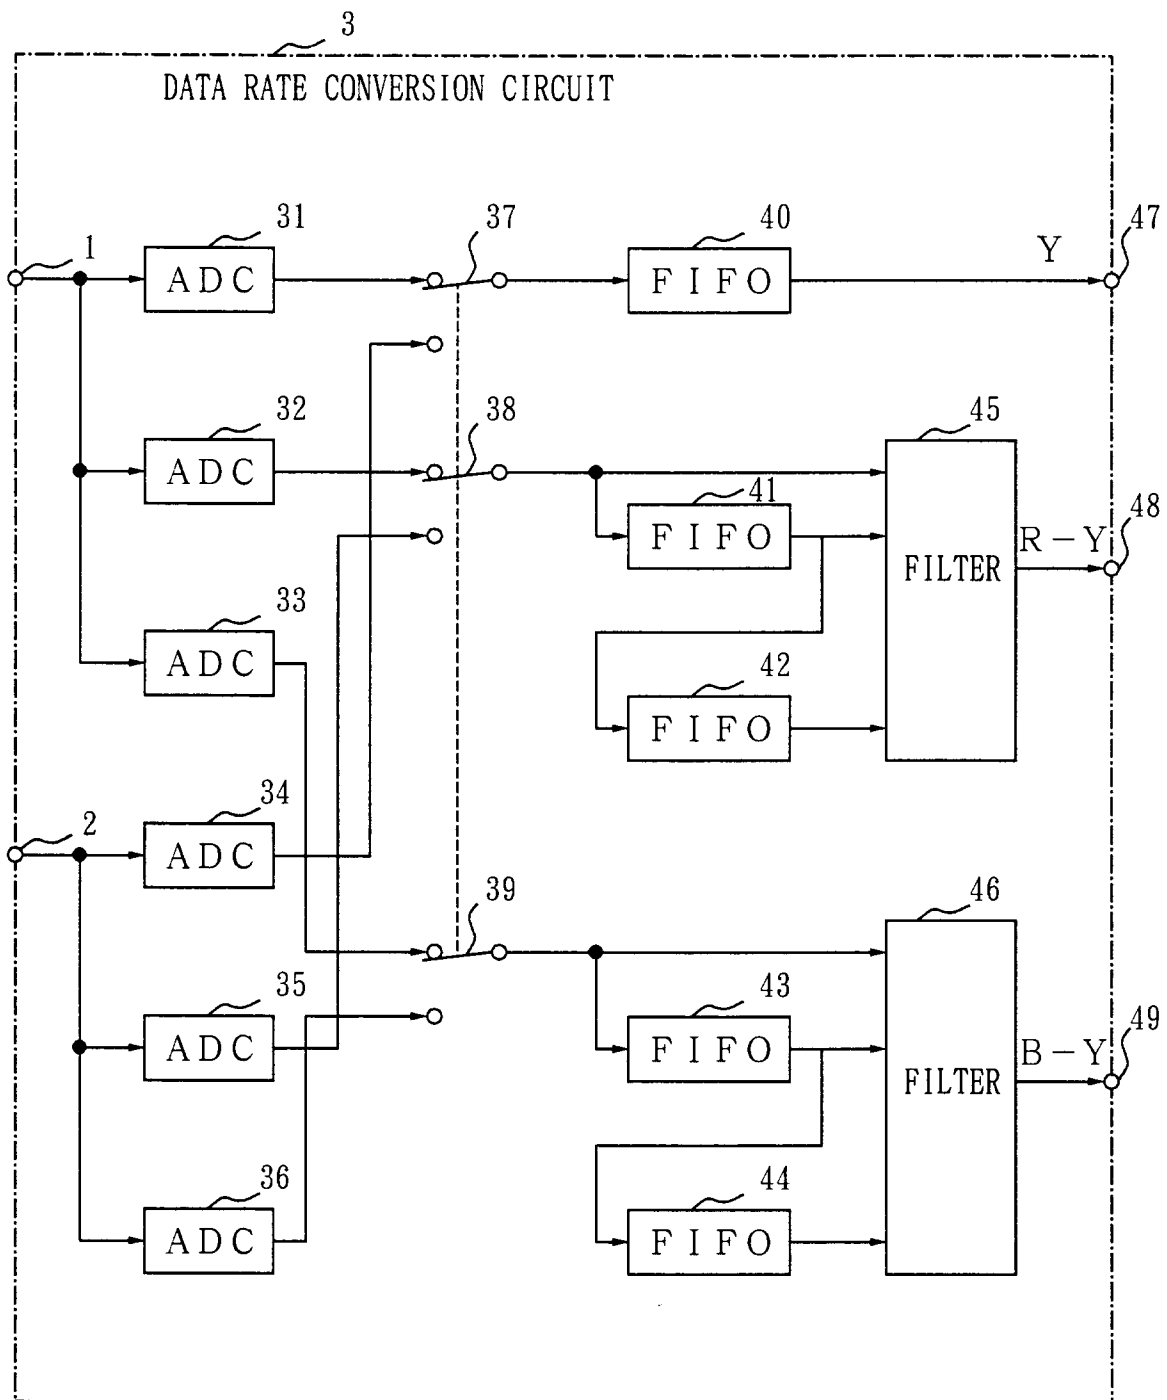 3
DATA RATE CONVERSION CIRCUIT
31
37
40
47
1
Y
ADC
FIFO
32
38
45
ADC
41
48
FIFO
R-Y
FILTER
33
ADC
42
FIFO
34
2
ADC
39
46
35
43
49
ADC
FIFO
B-Y
FILTER
36
44
ADC
FIFO